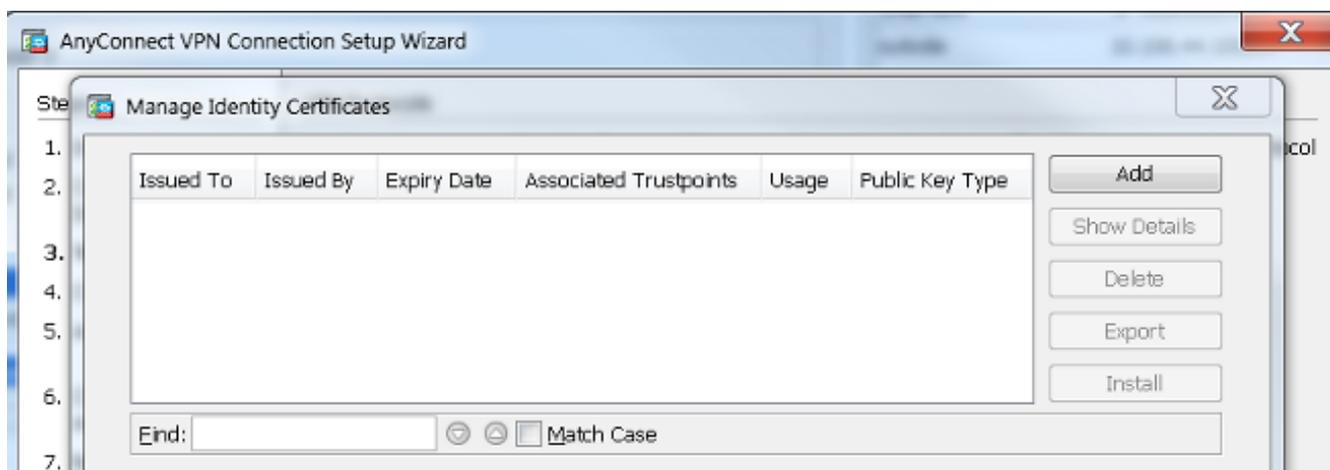 AnyConnect VPN Connection Setup Wizard
Ste
Manage Identity Certificates
1.
2.
3.
4.
5.
6.
7.
col
Issued To Issued By Expiry Date Associated Trustpoints Usage Public Key Type
Add
Show Details
Delete
Export
Install
Find: Match Case